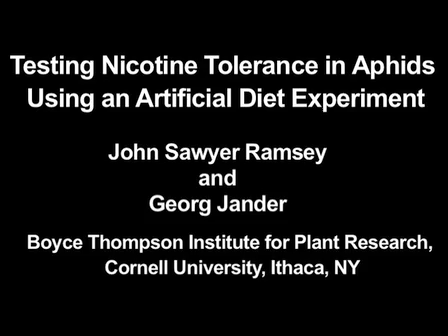 Testing Nicotine Tolerance in Aphids
Using an Artificial Diet Experiment
John Sawyer Ramsey
and
Georg Jander
Boyce Thompson Institute for Plant Research,
Cornell University, Ithaca, NY